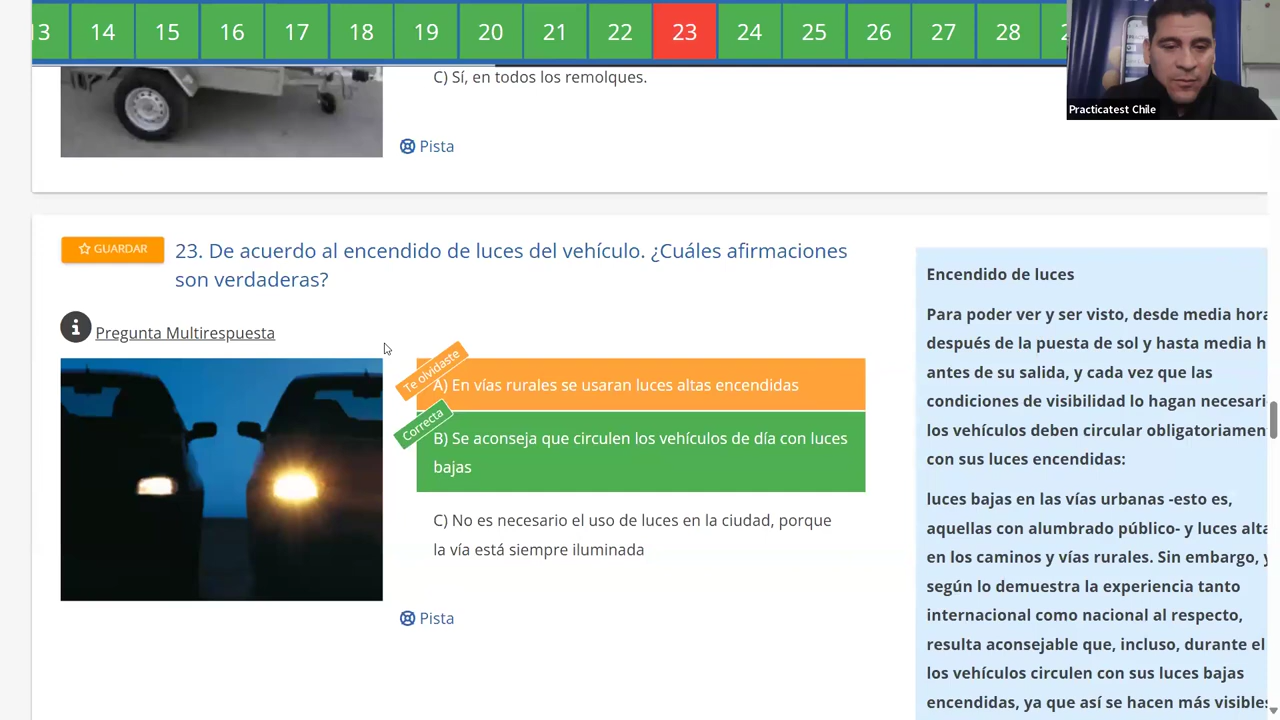 13 14 15 16 17 18 19 20 21 22 23 24 25 26 27 28
C) Sí, en todos los remolques.
Practicatest Chile
Pista
GUARDAR
23. De acuerdo al encendido de luces del vehículo. ¿Cuáles afirmaciones
son verdaderas?
Pregunta Multirespuesta
Te olvidaste
A) En vías rurales se usaran luces altas encendidas
Correcta
B) Se aconseja que circulen los vehículos de día con luces
bajas
C) No es necesario el uso de luces en la ciudad, porque
la vía está siempre iluminada
Pista
Encendido de luces
Para poder ver y ser visto, desde media hora
después de la puesta de sol y hasta media h
antes de su salida, y cada vez que las
condiciones de visibilidad lo hagan necesari
los vehículos deben circular obligatoriamen
con sus luces encendidas:
luces bajas en las vías urbanas -esto es,
aquellas con alumbrado público- y luces alta
en los caminos y vías rurales. Sin embargo, y
según lo demuestra la experiencia tanto
internacional como nacional al respecto,
resulta aconsejable que, incluso, durante el
los vehículos circulen con sus luces bajas
encendidas, ya que así se hacen más visibles